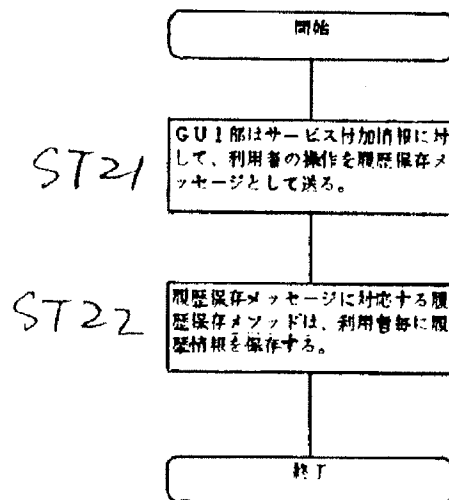 開始
ST21
GUI部はサービス付加情報に対
して、利用者の操作を履歴保存メ
ッセージとして送る。
ST22
履歴保存メッセージに対応する履
歴保存メソッドは、利用者毎に履
歴情報を保存する。
終了